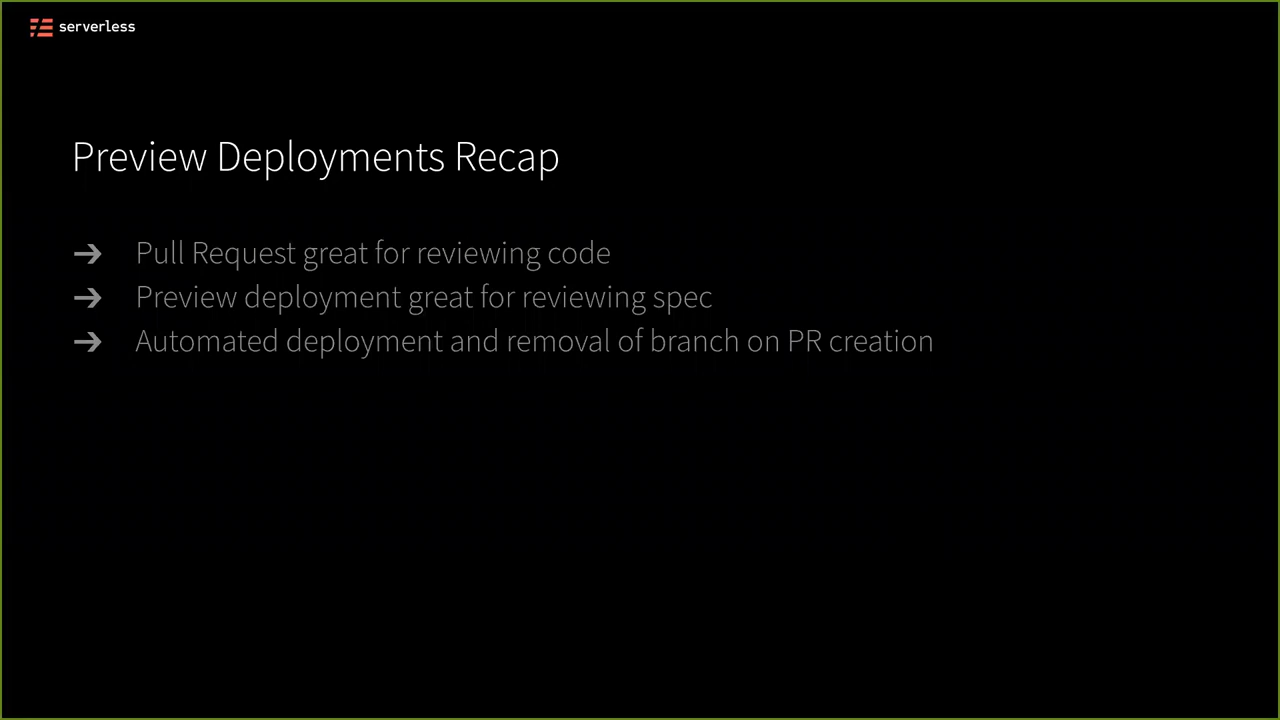 serverless
Preview Deployments Recap
➔ Pull Request great for reviewing code
➔ Preview deployment great for reviewing spec
➔ Automated deployment and removal of branch on PR creation